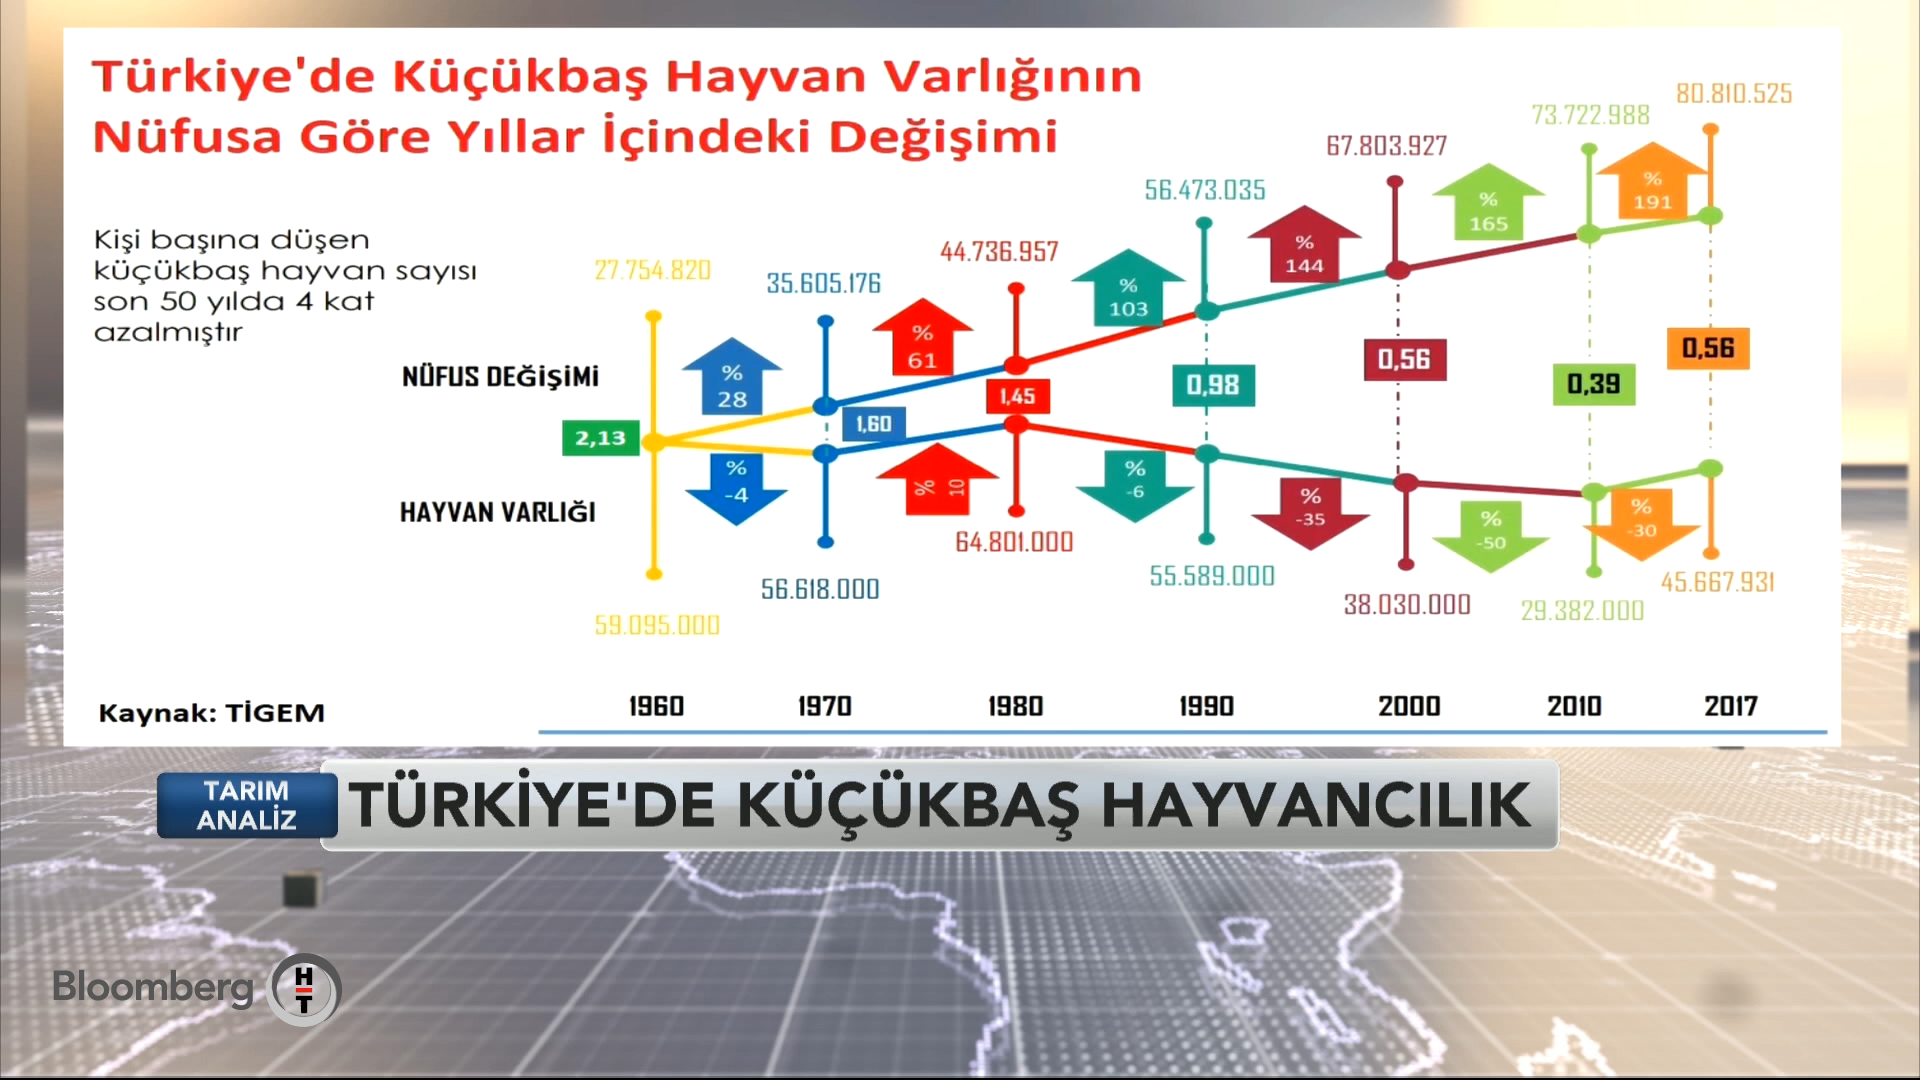 Türkiye'de Küçükbaş Hayvan Varlığının
Nüfusa Göre Yıllar İçindeki Değişimi
Kişi başına düşen
küçükbaş hayvan sayısı
son 50 yılda 4 kat
azalmıştır
27.754.820
35.605.176
44.736.957
56.473.035
67.803.927
73.722.988
80.810.525
NÜFUS DEĞİŞİMİ
% 28
% 61
% 103
% 144
% 165
% 191
2,13
1,60
1,45
0,98
0,56
0,39
0,56
HAYVAN VARLIĞI
% -4
% 10
% -6
% -35
% -50
% -30
59.095.000
56.618.000
64.801.000
55.589.000
38.030.000
29.382.000
45.667.931
Kaynak: TİGEM
1960 1970 1980 1990 2000 2010 2017
TARIM
ANALİZ
TÜRKİYE'DE KÜÇÜKBAŞ HAYVANCILIK
Bloomberg HT